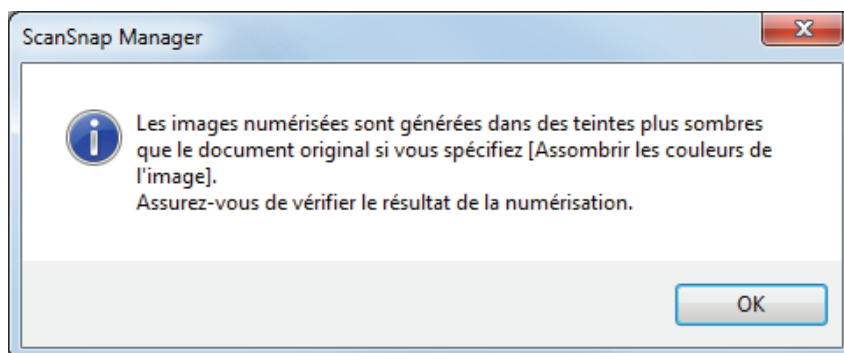 ScanSnap Manager
Les images numérisées sont générées dans des teintes plus sombres
que le document original si vous spécifiez [Assombrir les couleurs de
l'image].
Assurez-vous de vérifier le résultat de la numérisation.
OK